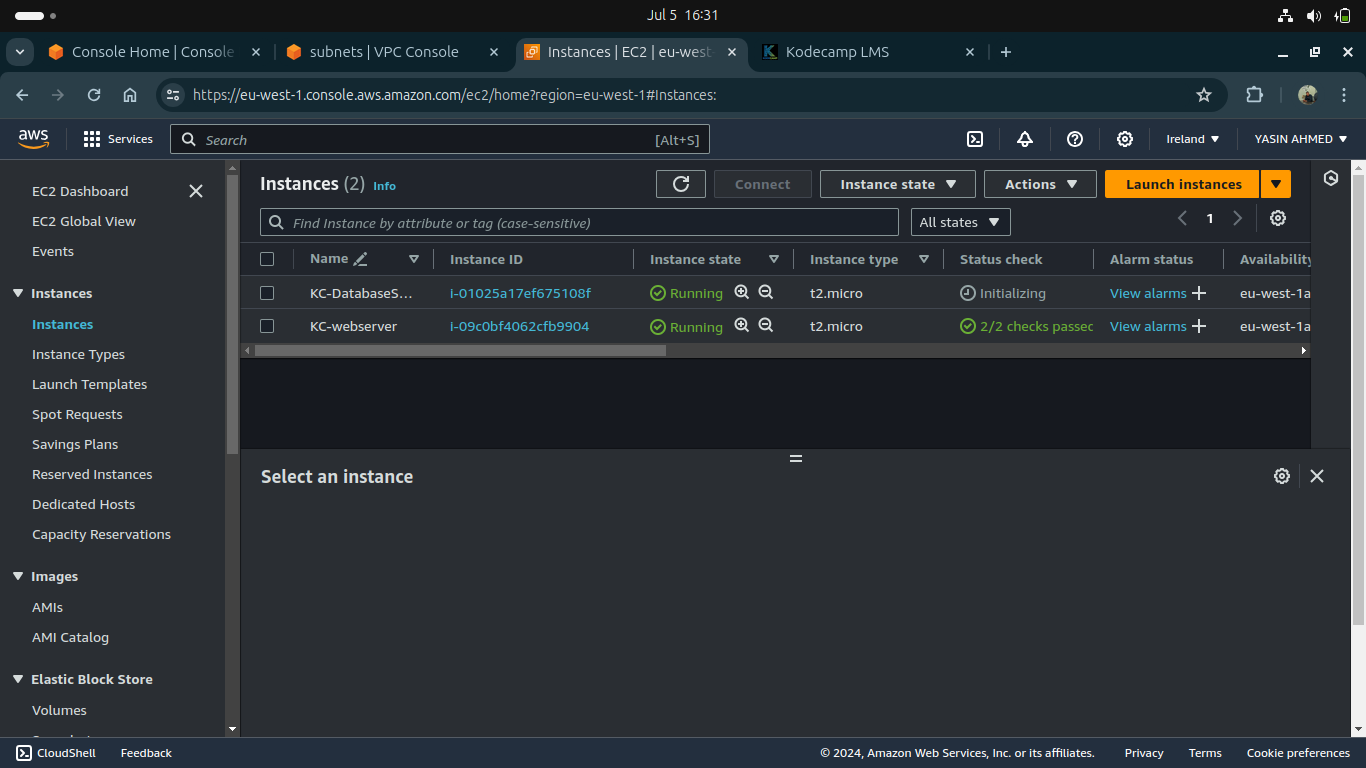 Jul 5 16:31
Console Home | Console
subnets | VPC Console
Instances | EC2 | eu-west-
Kodecamp LMS
https://eu-west-1.console.aws.amazon.com/ec2/home?region=eu-west-1#Instances:
aws
Services
Search
[Alt+S]
Ireland
YASIN AHMED
EC2 Dashboard
EC2 Global View
Events
Instances
Instances
Instance Types
Launch Templates
Spot Requests
Savings Plans
Reserved Instances
Dedicated Hosts
Capacity Reservations
Images
AMIs
AMI Catalog
Elastic Block Store
Volumes
Instances (2) Info
Connect
Instance state
Actions
Launch instances
Find Instance by attribute or tag (case-sensitive)
All states
1
Name Instance ID Instance state Instance type Status check Alarm status Availability
KC-DatabaseS... i-01025a17ef675108f Running t2.micro Initializing View alarms eu-west-1a
KC-webserver i-09c0bf4062cfb9904 Running t2.micro 2/2 checks passec View alarms eu-west-1a
Select an instance
CloudShell
Feedback
© 2024, Amazon Web Services, Inc. or its affiliates.
Privacy
Terms
Cookie preferences